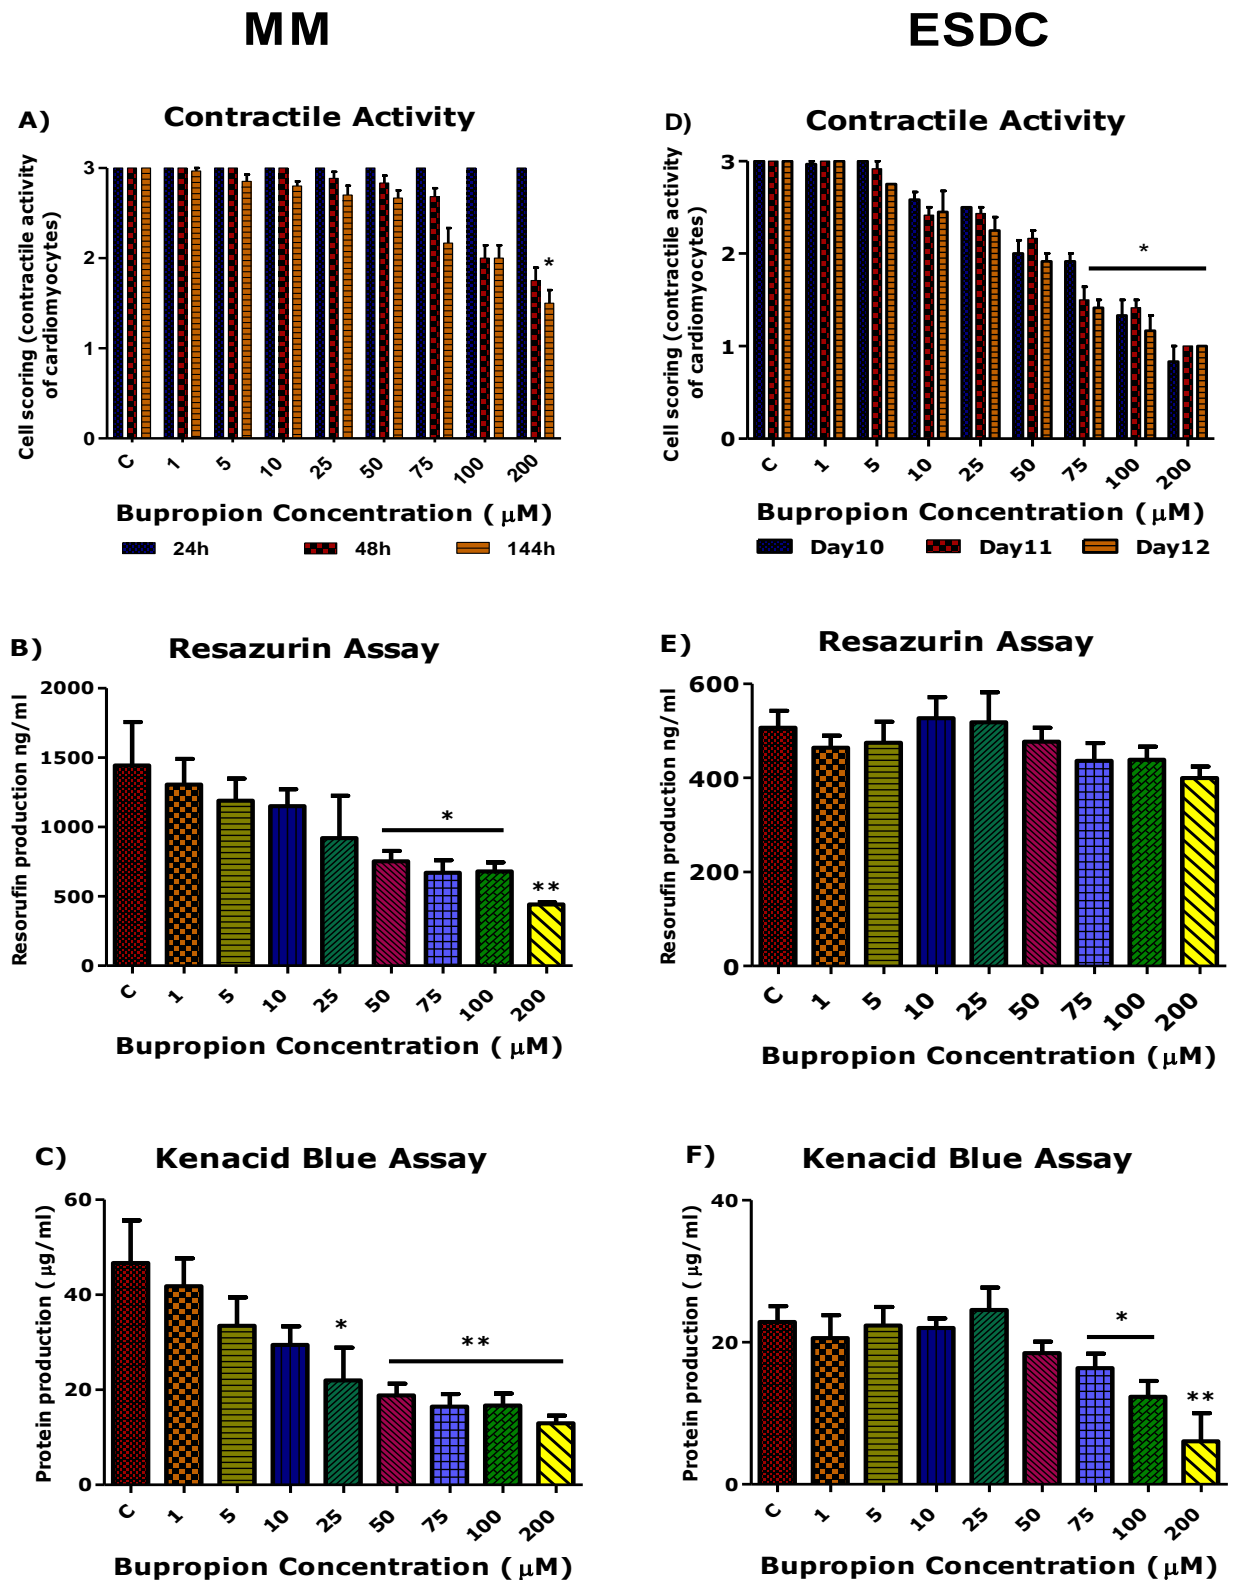 MM
ESDC
A)
Contractile Activity
Cell scoring (contractile activity
of cardiomyocytes)
3
2
1
0
*
C 1 5 10 25 50 75 100 200
Bupropion Concentration ( μM)
24h 48h 144h
D)
Contractile Activity
Cell scoring (contractile activity
of cardiomyocytes)
3
2
1
0
*
C 1 5 10 25 50 75 100 200
Bupropion Concentration (μM)
Day10 Day11 Day12
B)
Resazurin Assay
Resorufin production ng/ml
2000
1500
1000
500
0
*
**
C 1 5 10 25 50 75 100 200
Bupropion Concentration ( μM)
E)
Resazurin Assay
Resorufin production ng/ml
600
400
200
0
C 1 5 10 25 50 75 100 200
Bupropion Concentration (μM)
C)
Kenacid Blue Assay
Protein production ( μg/ml)
60
40
20
0
*
**
C 1 5 10 25 50 75 100 200
Bupropion Concentration ( μM)
F)
Kenacid Blue Assay
Protein production ( μg/ml)
40
20
0
*
**
C 1 5 10 25 50 75 100 200
Bupropion Concentration (μM)